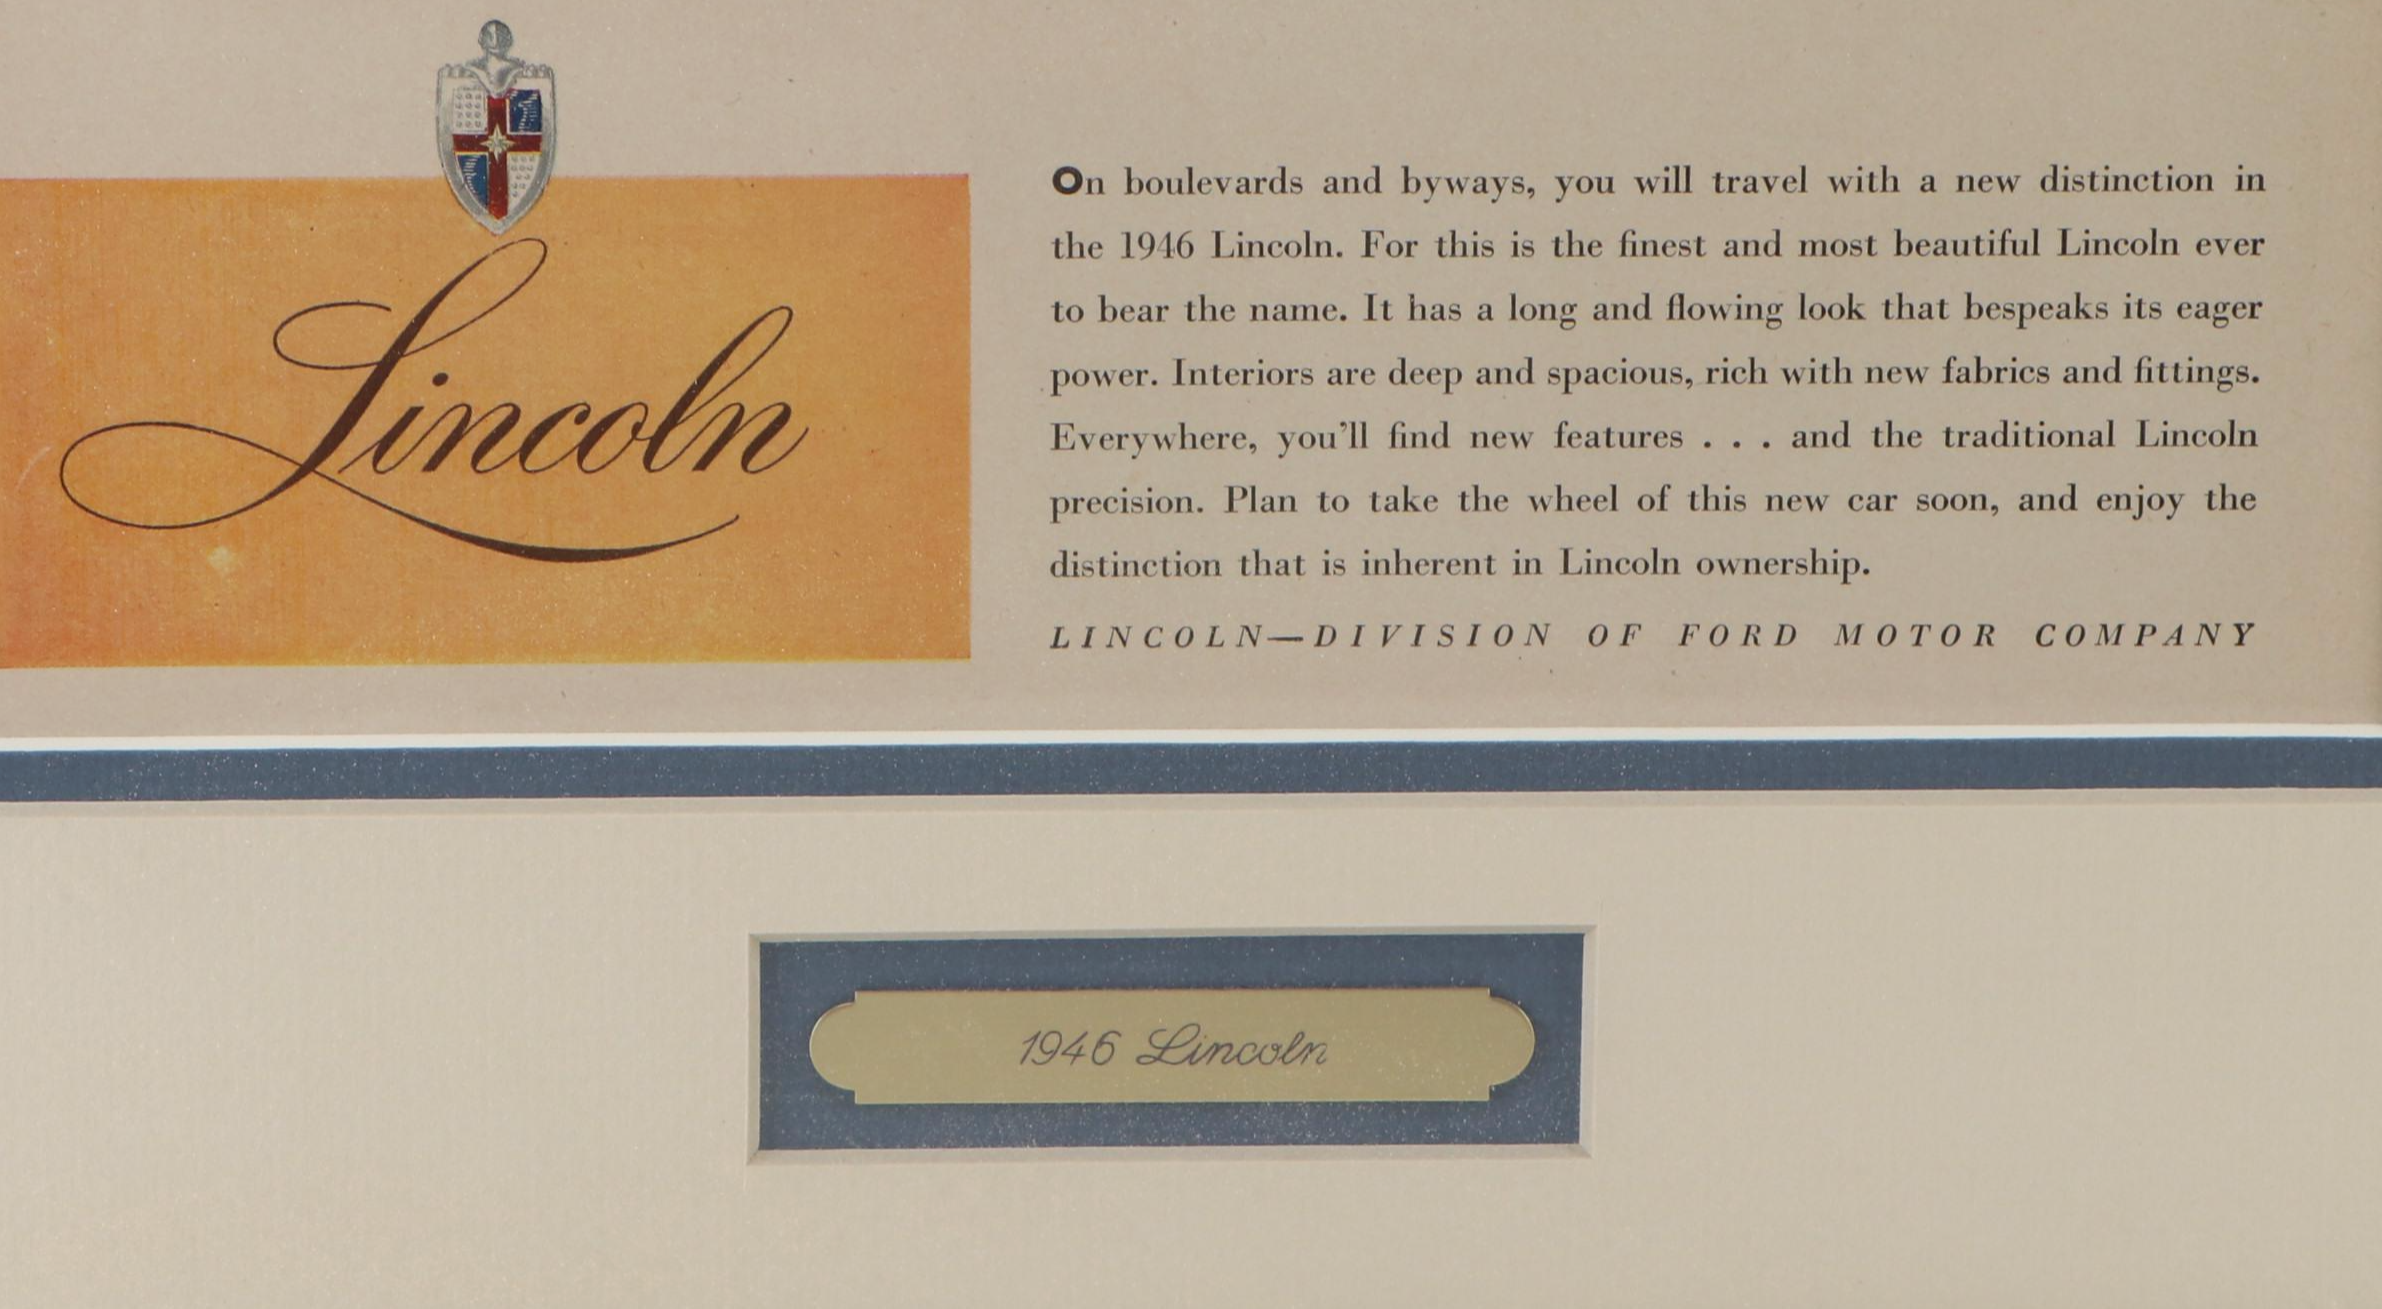 Lincoln
On boulevards and byways, you will travel with a new distinction in
the 1946 Lincoln. For this is the finest and most beautiful Lincoln ever
to bear the name. It has a long and flowing look that bespeaks its eager
power. Interiors are deep and spacious, rich with new fabrics and fittings.
Everywhere, you'll find new features . . . and the traditional Lincoln
precision. Plan to take the wheel of this new car soon, and enjoy the
distinction that is inherent in Lincoln ownership.
LINCOLN—DIVISION OF FORD MOTOR COMPANY
1946 Lincoln